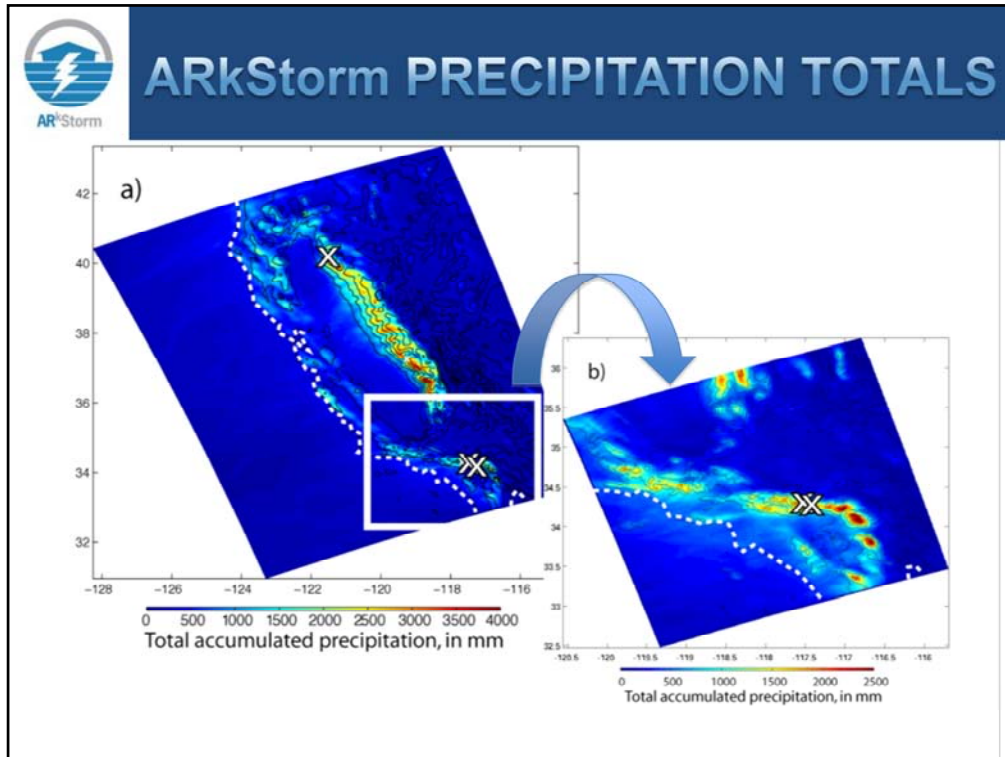 ARkStorm PRECIPITATION TOTALS
ARkStorm
a)
42
40
38
36
34
32
X
XX
-128 -126 -124 -122 -120 -118 -116
0 500 1000 1500 2000 2500 3000 3500 4000
Total accumulated precipitation, in mm
b)
36
35.5
35
34.5
34
33.5
33
32.5
XX
-120.5 -120 -119.5 -119 -118.5 -118 -117.5 -117 -116.5 -116
0 500 1000 1500 2000 2500
Total accumulated precipitation, in mm